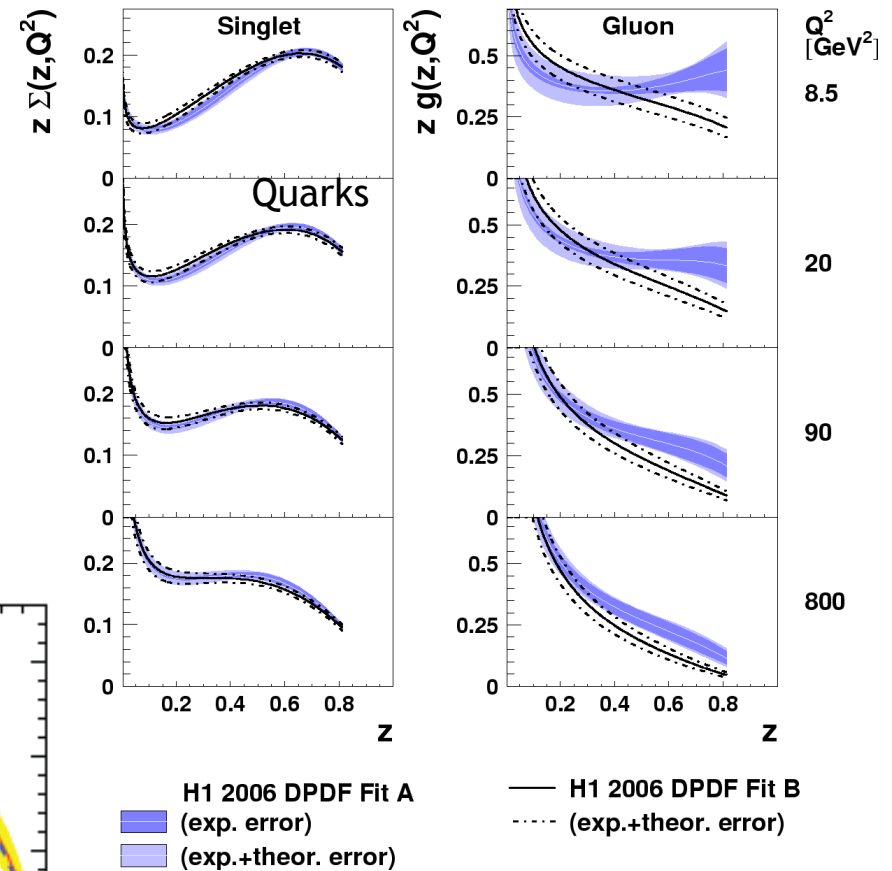 Singlet
Gluon
Q²
[GeV²]
z Σ(z,Q²)
z g(z,Q²)
0.2
0.1
0
0.5
0.25
0
8.5
Quarks
0.2
0.1
0
0.5
0.25
0
20
0.2
0.1
0
0.5
0.25
0
90
0.2
0.1
0
0.5
0.25
0
800
0.2 0.4 0.6 0.8
z
0.2 0.4 0.6 0.8
z
H1 2006 DPDF Fit A
(exp. error)
(exp.+theor. error)
H1 2006 DPDF Fit B
(exp.+theor. error)